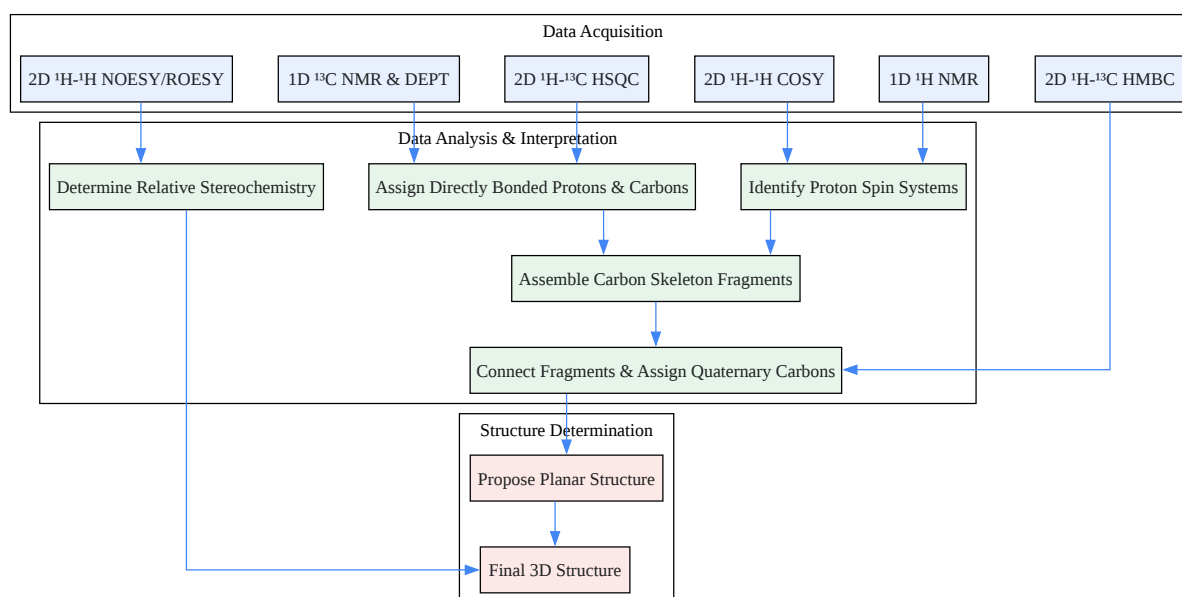 Data Acquisition
2D ¹H-¹H NOESY/ROESY
1D ¹³C NMR & DEPT
2D ¹H-¹³C HSQC
2D ¹H-¹H COSY
1D ¹H NMR
2D ¹H-¹³C HMBC
Data Analysis & Interpretation
Determine Relative Stereochemistry
Assign Directly Bonded Protons & Carbons
Identify Proton Spin Systems
Assemble Carbon Skeleton Fragments
Connect Fragments & Assign Quaternary Carbons
Structure Determination
Propose Planar Structure
Final 3D Structure